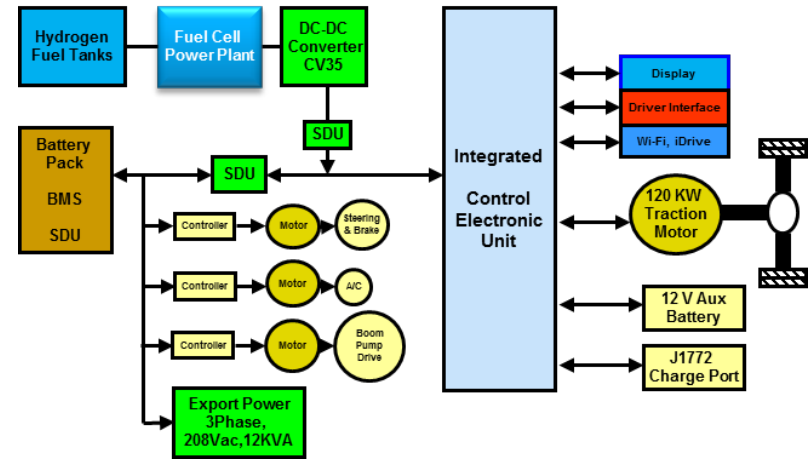 Hydrogen
Fuel Tanks
Fuel Cell
Power Plant
DC-DC
Converter
CV35
SDU
Battery
Pack
BMS
SDU
SDU
Integrated
Control
Electronic
Unit
Display
Driver Interface
Wi-Fi, iDrive
120 KW
Traction
Motor
12 V Aux
Battery
J1772
Charge Port
Controller
Motor
Steering
& Brake
Controller
Motor
A/C
Controller
Motor
Boom
Pump
Drive
Export Power
3Phase,
208Vac,12KVA